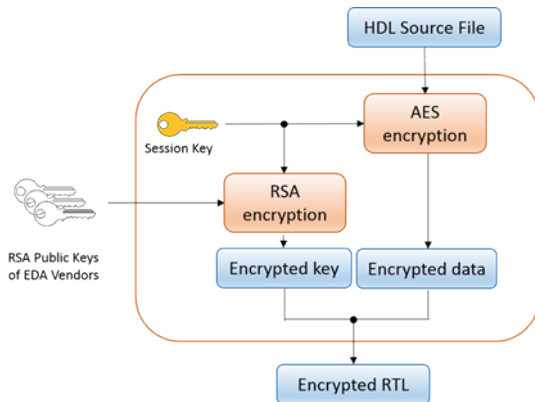 HDL Source File
AES
encryption
Session Key
RSA
encryption
RSA Public Keys
of EDA Vendors
Encrypted key
Encrypted data
Encrypted RTL